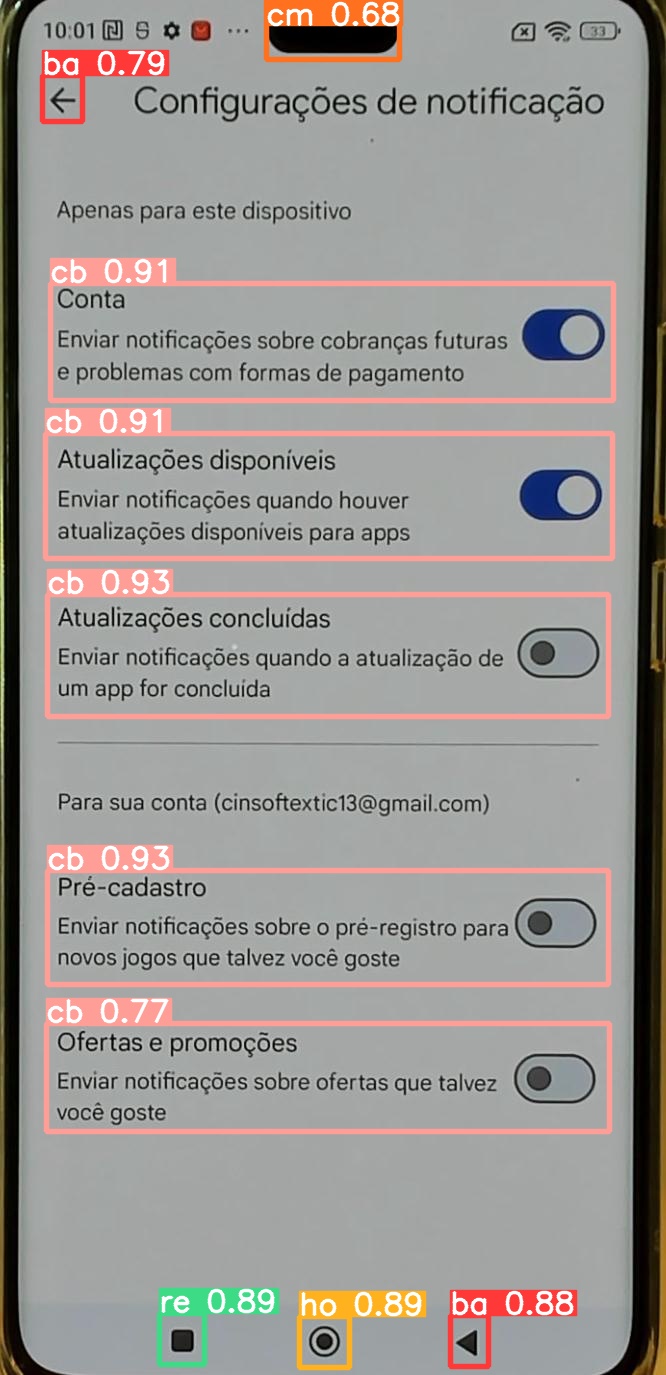 10:01
33
cm 0.68
ba 0.79
Configurações de notificação
Apenas para este dispositivo
cb 0.91
Conta
Enviar notificações sobre cobranças futuras
e problemas com formas de pagamento
cb 0.91
Atualizações disponíveis
Enviar notificações quando houver
atualizações disponíveis para apps
cb 0.93
Atualizações concluídas
Enviar notificações quando a atualização de
um app for concluída
Para sua conta (cinsoftextic13@gmail.com)
cb 0.93
Pré-cadastro
Enviar notificações sobre o pré-registro para
novos jogos que talvez você goste
cb 0.77
Ofertas e promoções
Enviar notificações sobre ofertas que talvez
você goste
re 0.89
ho 0.89
ba 0.88